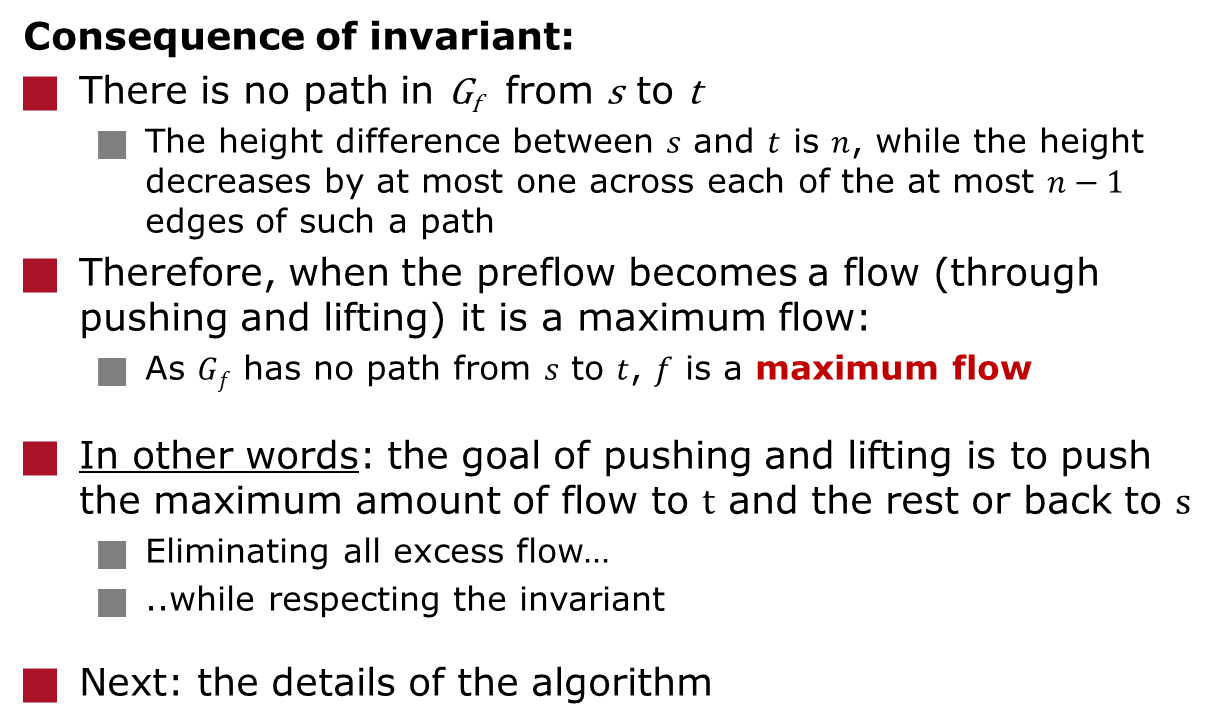 Consequence of invariant:
There is no path in G_f from s to t
The height difference between s and t is n, while the height
decreases by at most one across each of the at most n − 1
edges of such a path
Therefore, when the preflow becomes a flow (through
pushing and lifting) it is a maximum flow:
As G_f has no path from s to t, f is a maximum flow
In other words: the goal of pushing and lifting is to push
the maximum amount of flow to t and the rest or back to s
Eliminating all excess flow…
..while respecting the invariant
Next: the details of the algorithm